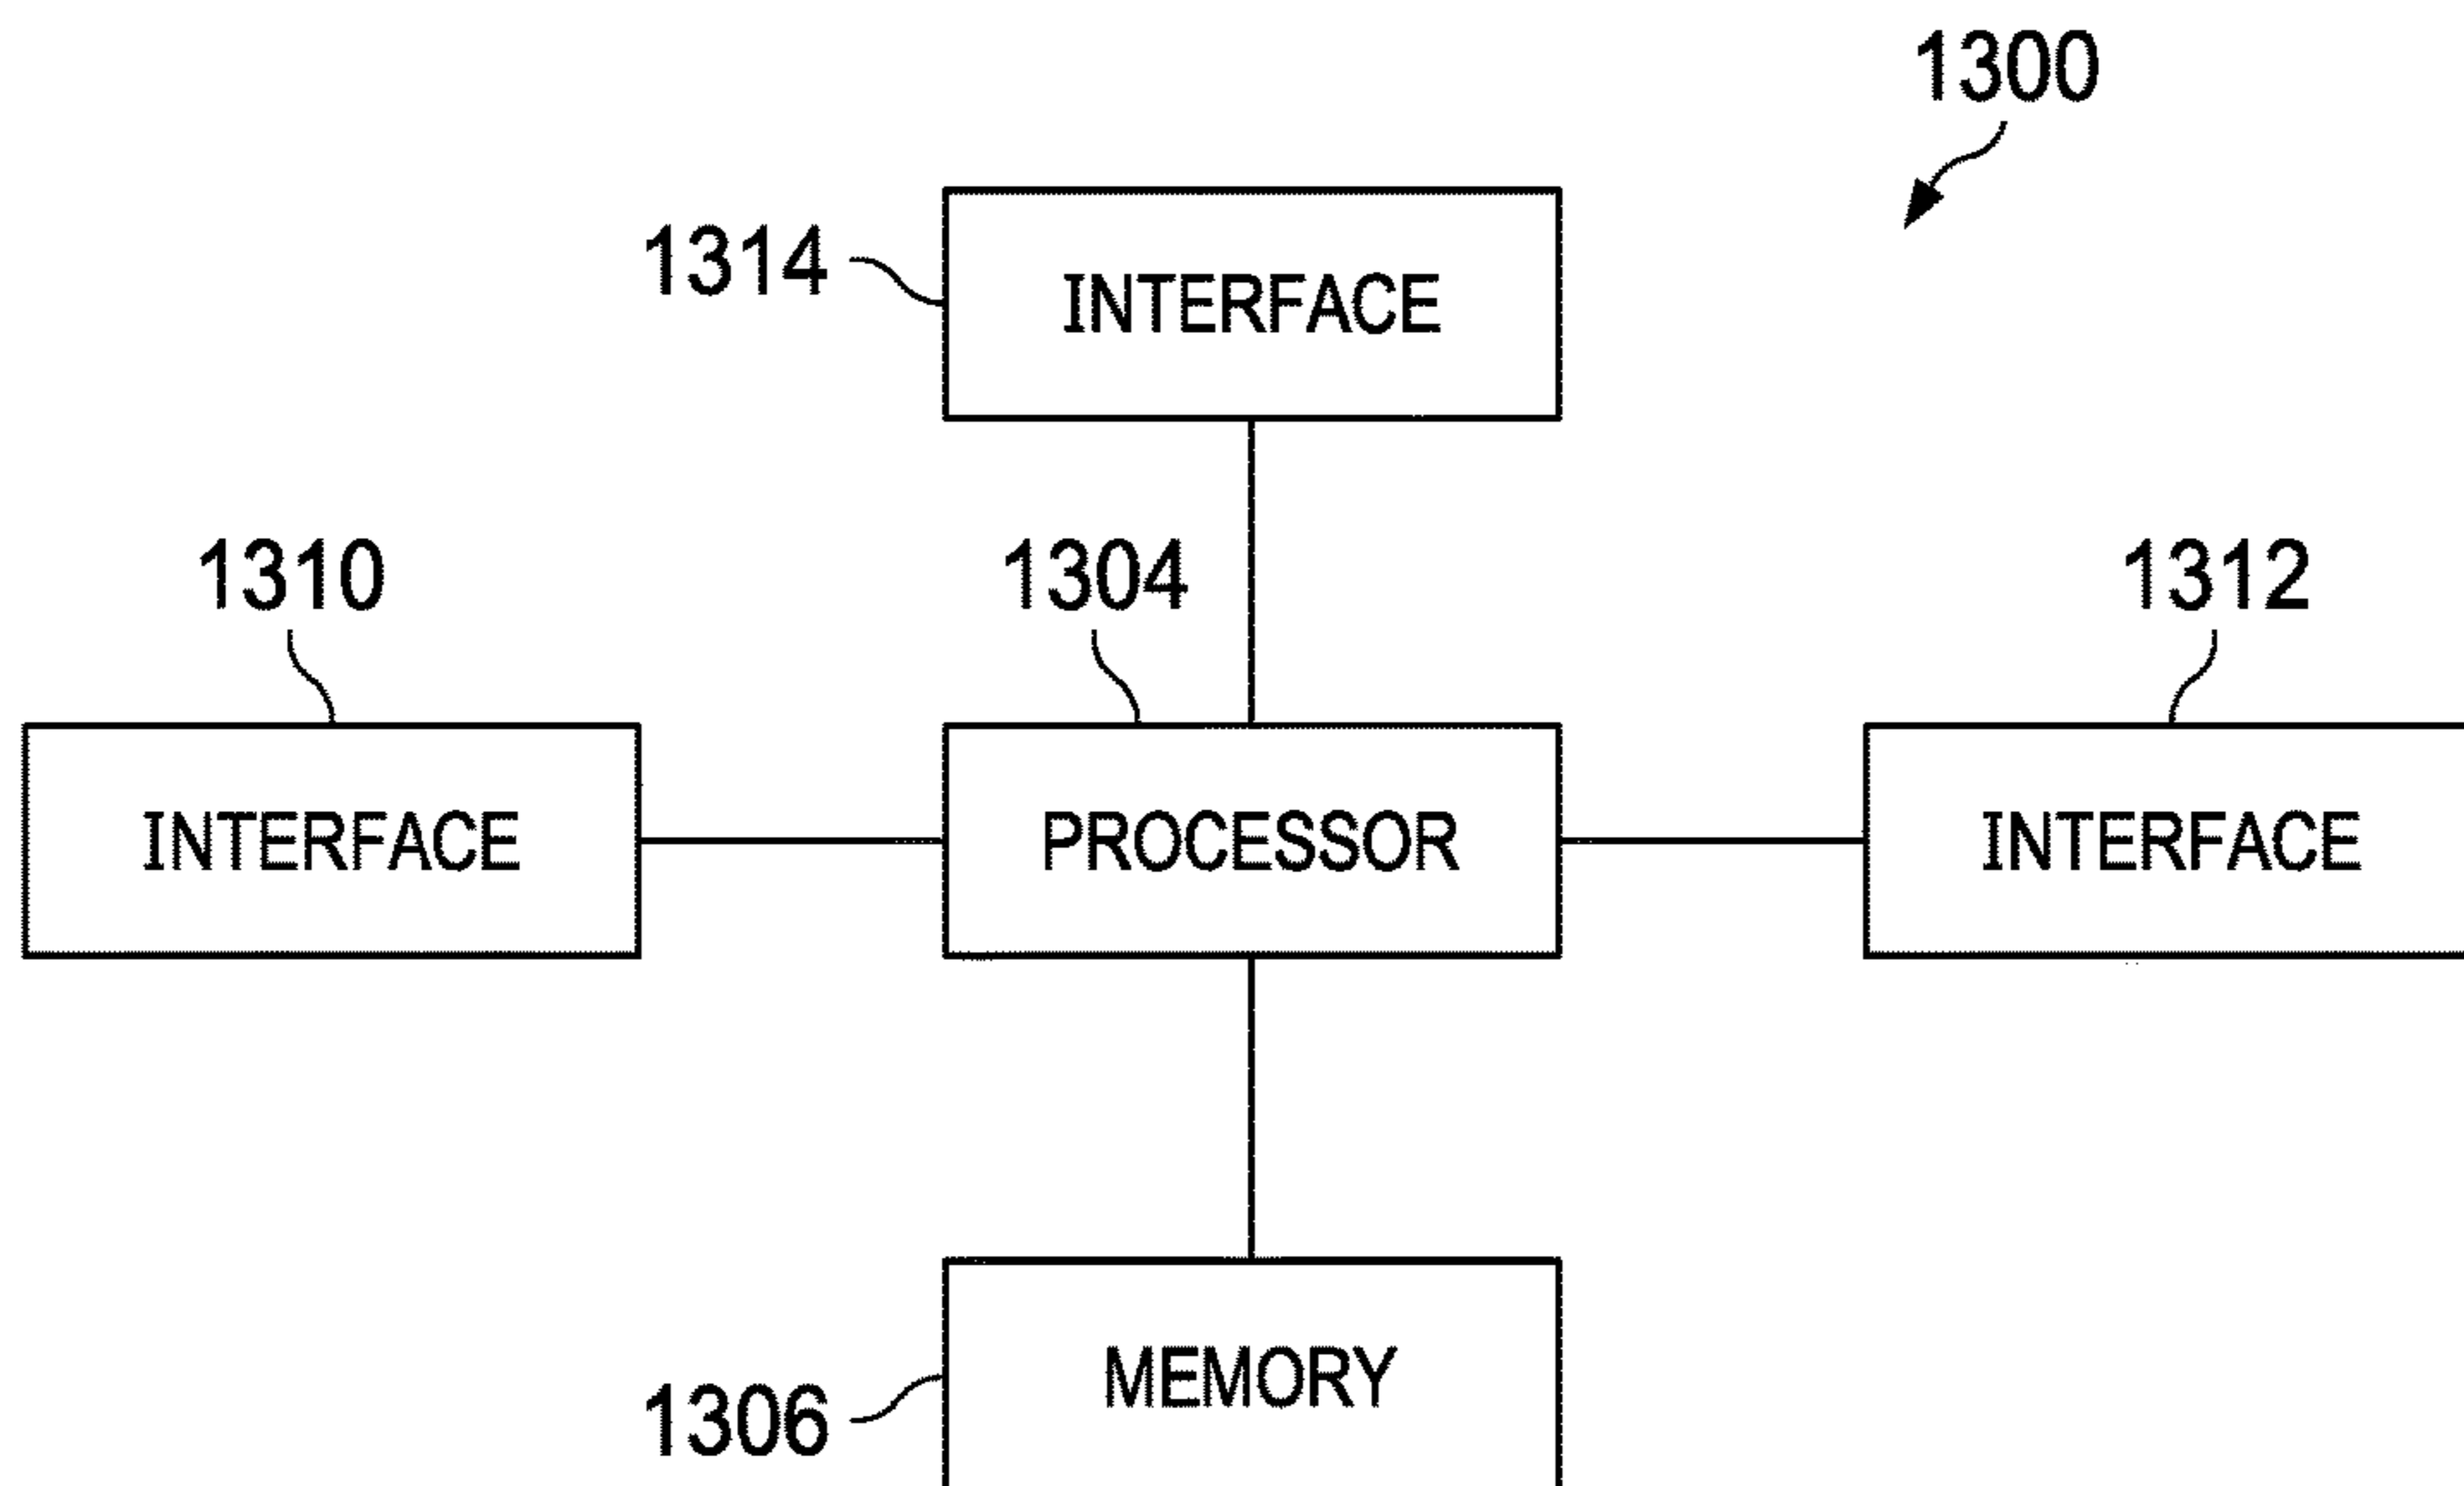 1300
1314
INTERFACE
1310
1304
1312
INTERFACE
PROCESSOR
INTERFACE
MEMORY
1306